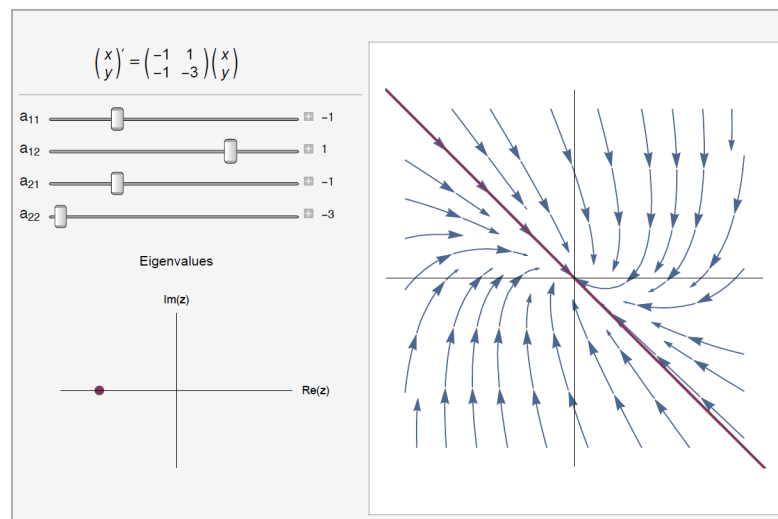 (x y)′ = (−1 1 −1 −3)(x y)
a11 −1
a12 1
a21 −1
a22 −3
Eigenvalues
Im(z)
Re(z)